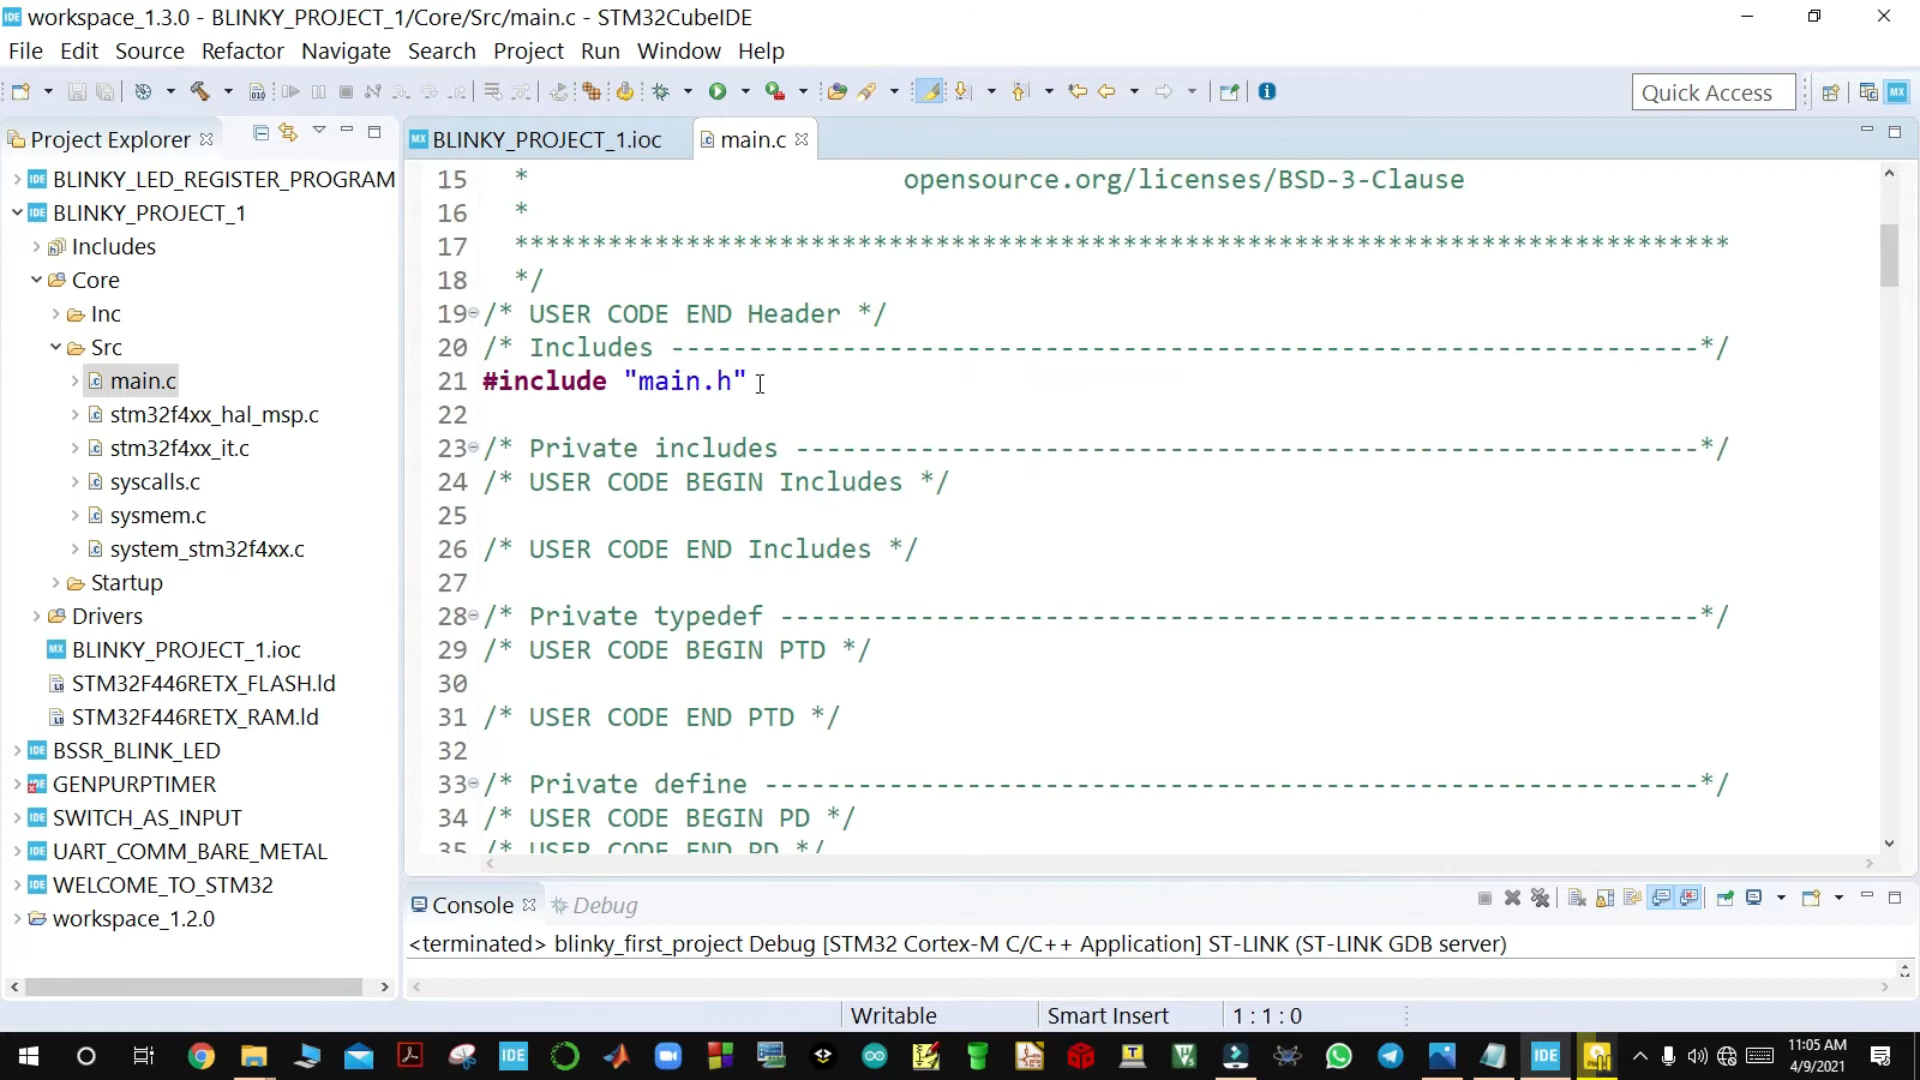 workspace_1.3.0 - BLINKY_PROJECT_1/Core/Src/main.c - STM32CubeIDE
File Edit Source Refactor Navigate Search Project Run Window Help
Quick Access
Project Explorer
BLINKY_LED_REGISTER_PROGRAM
BLINKY_PROJECT_1
Includes
Core
Inc
Src
main.c
stm32f4xx_hal_msp.c
stm32f4xx_it.c
syscalls.c
sysmem.c
system_stm32f4xx.c
Startup
Drivers
BLINKY_PROJECT_1.ioc
STM32F446RETX_FLASH.ld
STM32F446RETX_RAM.ld
BSSR_BLINK_LED
GENPURPTIMER
SWITCH_AS_INPUT
UART_COMM_BARE_METAL
WELCOME_TO_STM32
workspace_1.2.0
BLINKY_PROJECT_1.ioc main.c
15 * opensource.org/licenses/BSD-3-Clause
16 *
17 ******************************************************************************
18 */
19 /* USER CODE END Header */
20 /* Includes ------------------------------------------------------------------*/
21 #include "main.h"
22
23 /* Private includes ----------------------------------------------------------*/
24 /* USER CODE BEGIN Includes */
25
26 /* USER CODE END Includes */
27
28 /* Private typedef -----------------------------------------------------------*/
29 /* USER CODE BEGIN PTD */
30
31 /* USER CODE END PTD */
32
33 /* Private define ------------------------------------------------------------*/
34 /* USER CODE BEGIN PD */
35 /* USER CODE END PD */
Console Debug
<terminated> blinky_first_project Debug [STM32 Cortex-M C/C++ Application] ST-LINK (ST-LINK GDB server)
Writable Smart Insert 1 : 1 : 0
11:05 AM
4/9/2021